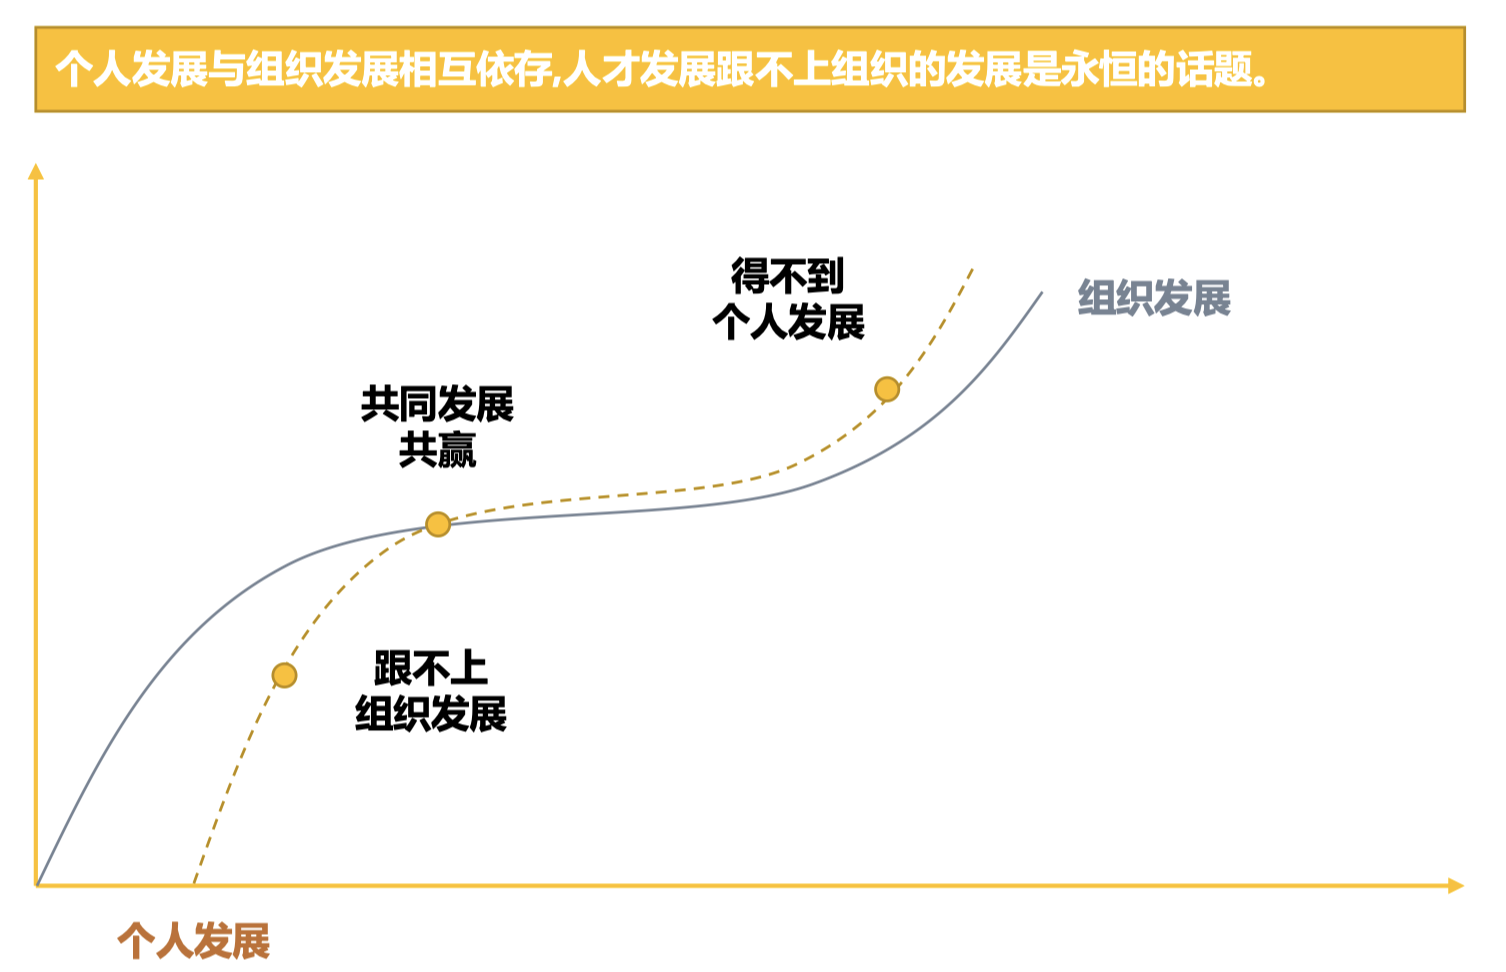 个人发展与组织发展相互依存,人才发展跟不上组织的发展是永恒的话题。
得不到
个人发展
组织发展
共同发展
共赢
跟不上
组织发展
个人发展